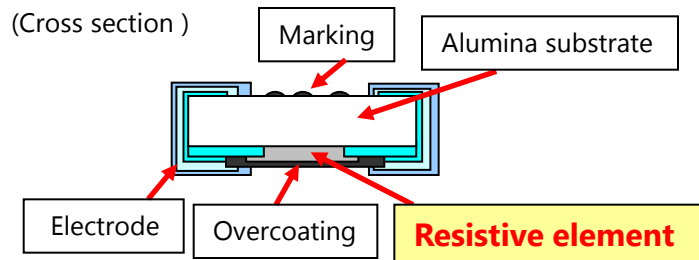 (Cross section )
Marking
Alumina substrate
Electrode
Overcoating
Resistive element